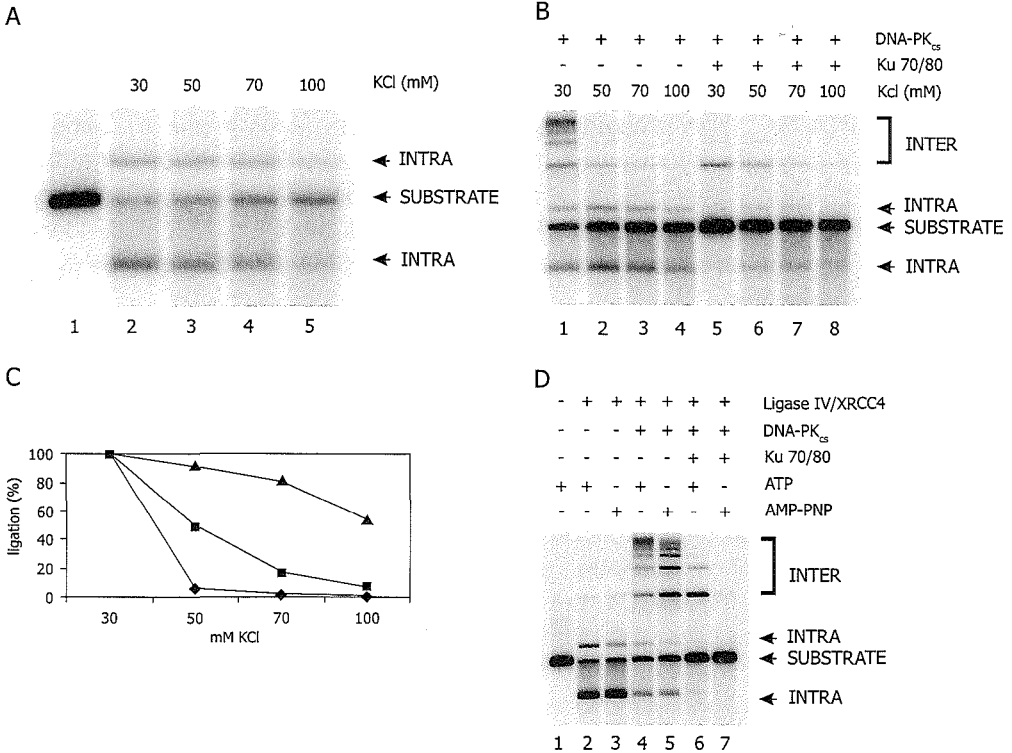 A
30 50 70 100 KCl (mM)
INTRA
SUBSTRATE
INTRA
1 2 3 4 5
B
+ + + + + + + + DNA-PKcs
- - - - + + + + Ku 70/80
30 50 70 100 30 50 70 100 Kcl (mM)
INTER
INTRA
SUBSTRATE
INTRA
1 2 3 4 5 6 7 8
C
100
80
60
40
20
0
ligation (%)
30 50 70 100
mM KCl
D
- + + + + + + Ligase IV/XRCC4
- - - + + + + DNA-PKcs
- - - - - + + Ku 70/80
+ + - + - + - ATP
- - + - + - + AMP-PNP
INTER
INTRA
SUBSTRATE
INTRA
1 2 3 4 5 6 7